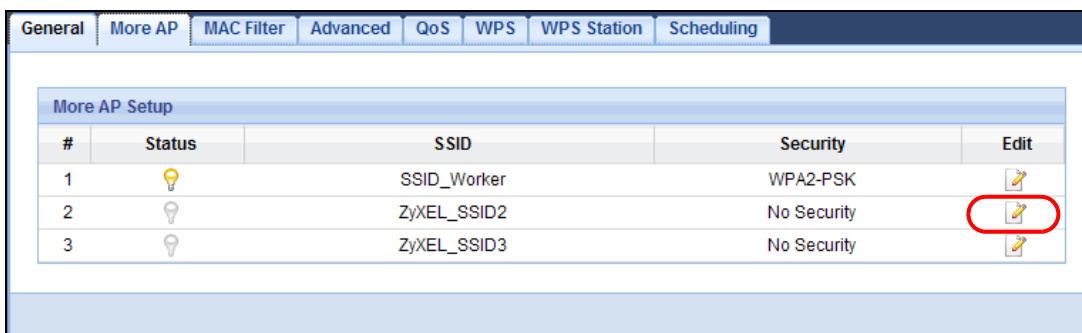 General More AP MAC Filter Advanced QoS WPS WPS Station Scheduling
More AP Setup
# Status SSID Security Edit
1 SSID_Worker WPA2-PSK
2 ZyXEL_SSID2 No Security
3 ZyXEL_SSID3 No Security